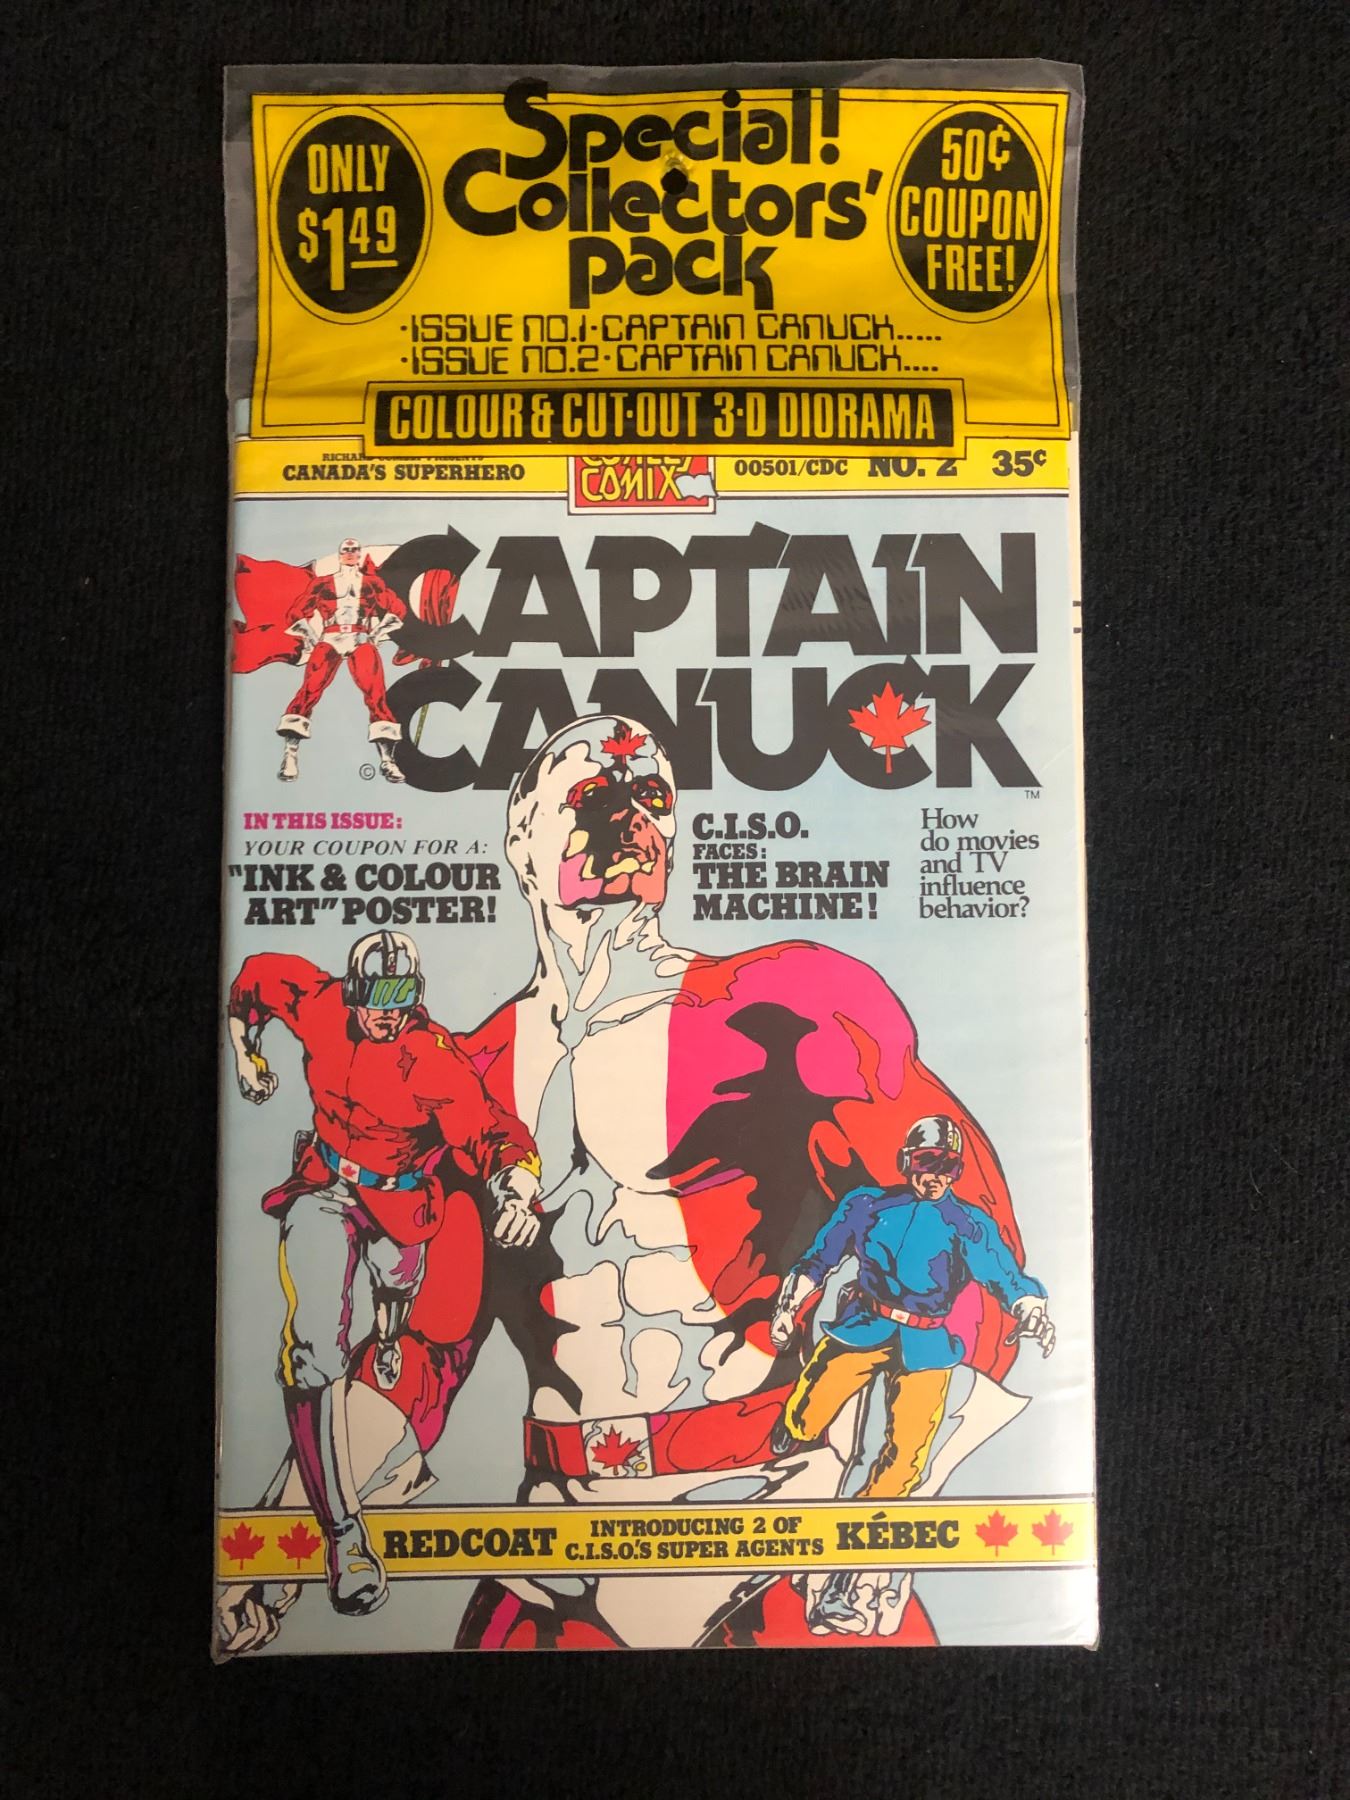 ONLY
$1.49
Special!
Collectors'
pack
50¢
COUPON
FREE!
·ISSUE NO.1·CAPTAIN CANUCK.....
·ISSUE NO.2·CAPTAIN CANUCK....
COLOUR & CUT·OUT 3·D DIORAMA
CANADA'S SUPERHERO
COMIX
00501/CDC NO. 2 35¢
CAPTAIN
CANUCK
©
TM
IN THIS ISSUE:
YOUR COUPON FOR A:
"INK & COLOUR
ART" POSTER!
C.I.S.O.
FACES:
THE BRAIN
MACHINE!
How
do movies
and TV
influence
behavior?
REDCOAT
INTRODUCING 2 OF
C.I.S.O.'S SUPER AGENTS
KÉBEC